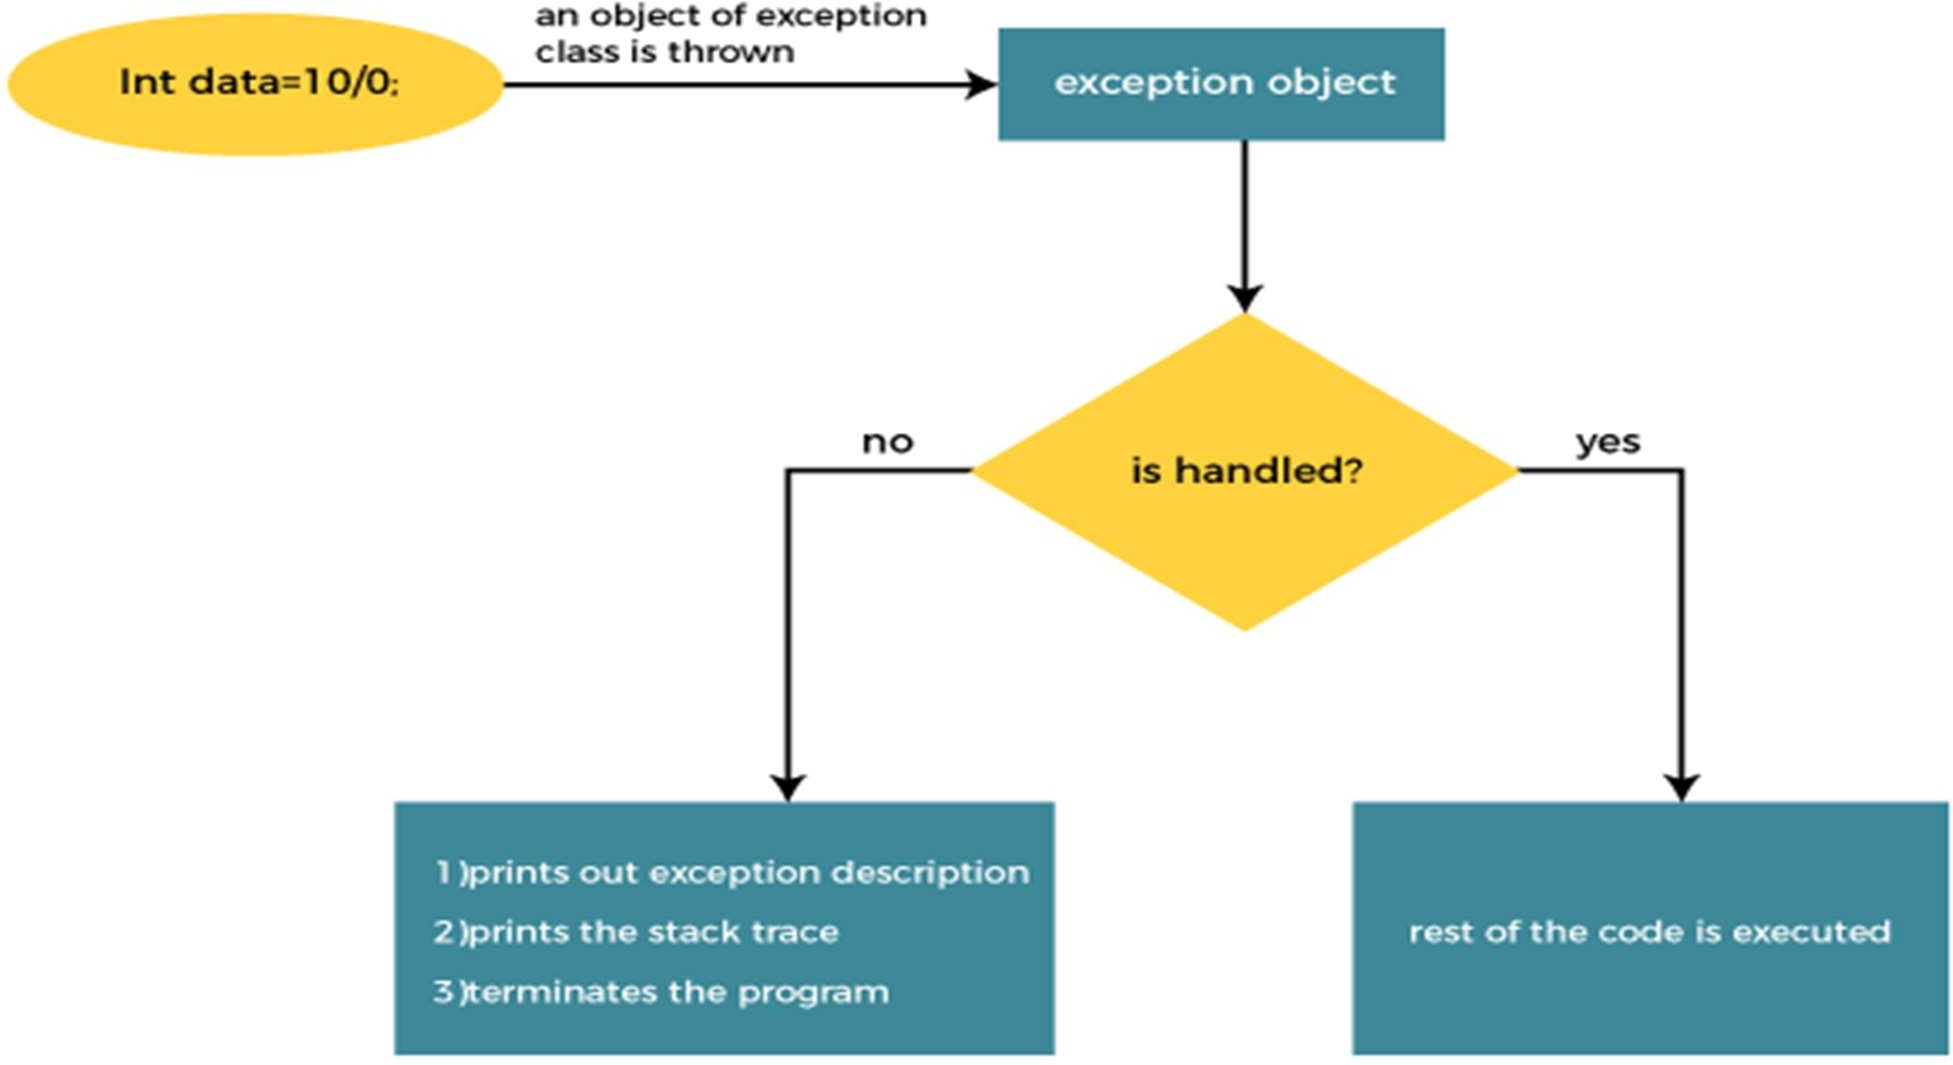 Int data=10/0;
an object of exception
class is thrown
exception object
is handled?
no
yes
1)prints out exception description
2)prints the stack trace
3)terminates the program
rest of the code is executed